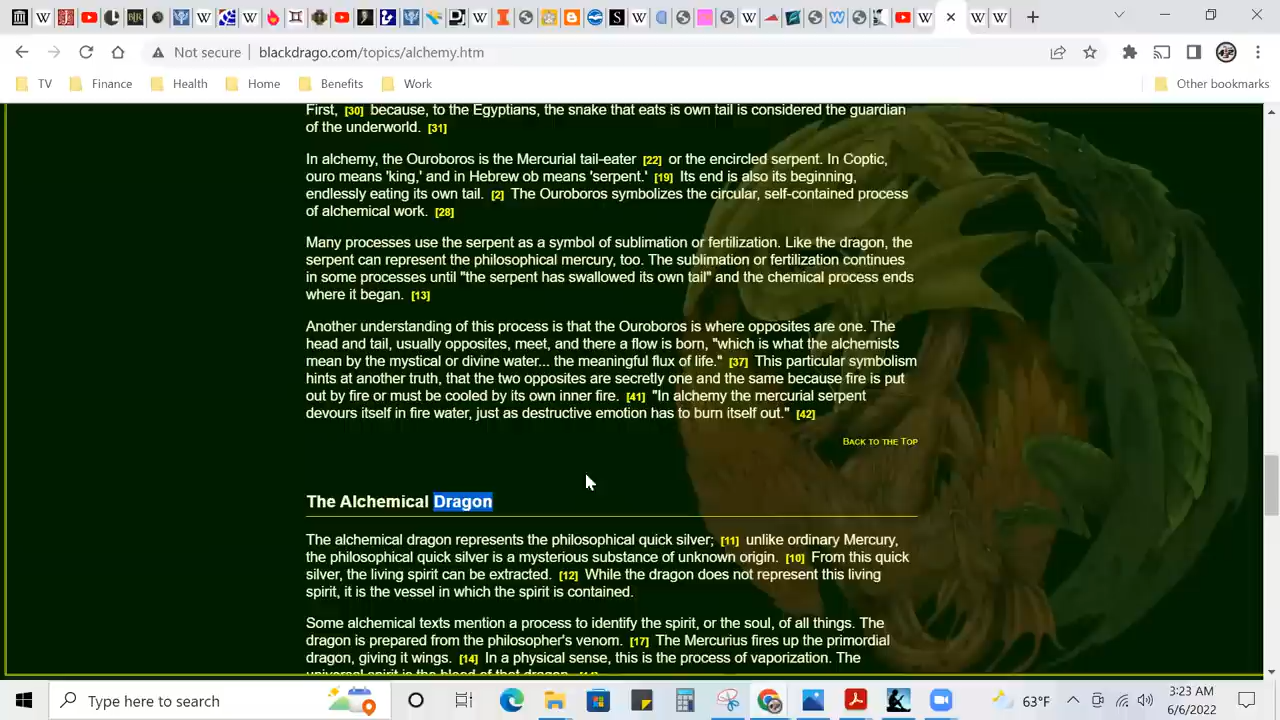 Not secure
blackdrago.com/topics/alchemy.htm
TV
Finance
Health
Home
Benefits
Work
Other bookmarks
First, [30] because, to the Egyptians, the snake that eats is own tail is considered the guardian
of the underworld. [31]
In alchemy, the Ouroboros is the Mercurial tail-eater [22] or the encircled serpent. In Coptic,
ouro means 'king,' and in Hebrew ob means 'serpent.' [19] Its end is also its beginning,
endlessly eating its own tail. [2] The Ouroboros symbolizes the circular, self-contained process
of alchemical work. [28]
Many processes use the serpent as a symbol of sublimation or fertilization. Like the dragon, the
serpent can represent the philosophical mercury, too. The sublimation or fertilization continues
in some processes until "the serpent has swallowed its own tail" and the chemical process ends
where it began. [13]
Another understanding of this process is that the Ouroboros is where opposites are one. The
head and tail, usually opposites, meet, and there a flow is born, "which is what the alchemists
mean by the mystical or divine water... the meaningful flux of life." [37] This particular symbolism
hints at another truth, that the two opposites are secretly one and the same because fire is put
out by fire or must be cooled by its own inner fire. [41] "In alchemy the mercurial serpent
devours itself in fire water, just as destructive emotion has to burn itself out." [42]
Back to the Top
The Alchemical Dragon
The alchemical dragon represents the philosophical quick silver; [11] unlike ordinary Mercury,
the philosophical quick silver is a mysterious substance of unknown origin. [10] From this quick
silver, the living spirit can be extracted. [12] While the dragon does not represent this living
spirit, it is the vessel in which the spirit is contained.
Some alchemical texts mention a process to identify the spirit, or the soul, of all things. The
dragon is prepared from the philosopher's venom. [17] The Mercurius fires up the primordial
dragon, giving it wings. [14] In a physical sense, this is the process of vaporization. The
universal spirit is the blood of that dragon.
Type here to search
63°F
3:23 AM
6/6/2022